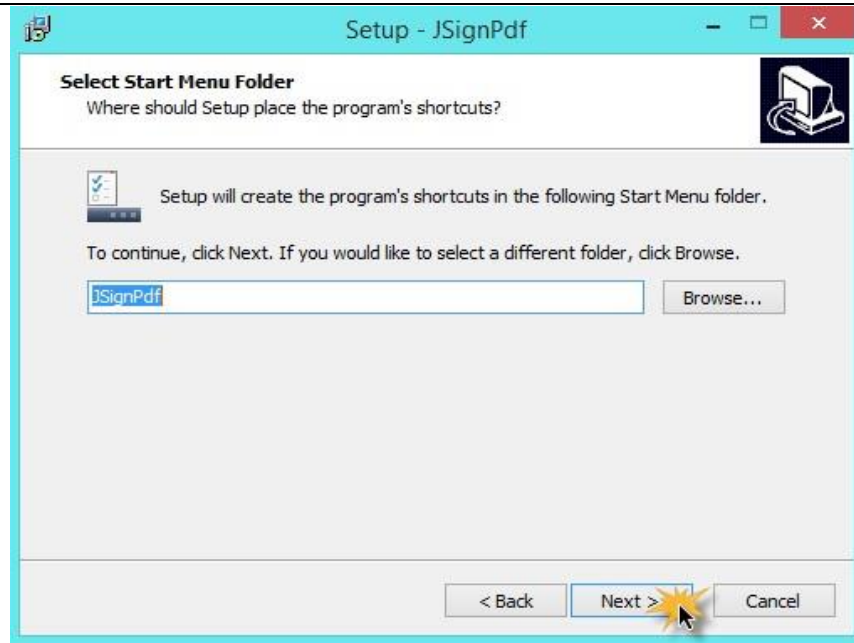 Setup - JSignPdf
Select Start Menu Folder
Where should Setup place the program's shortcuts?
Setup will create the program's shortcuts in the following Start Menu folder.
To continue, click Next. If you would like to select a different folder, click Browse.
JSignPdf
Browse...
< Back
Next >
Cancel